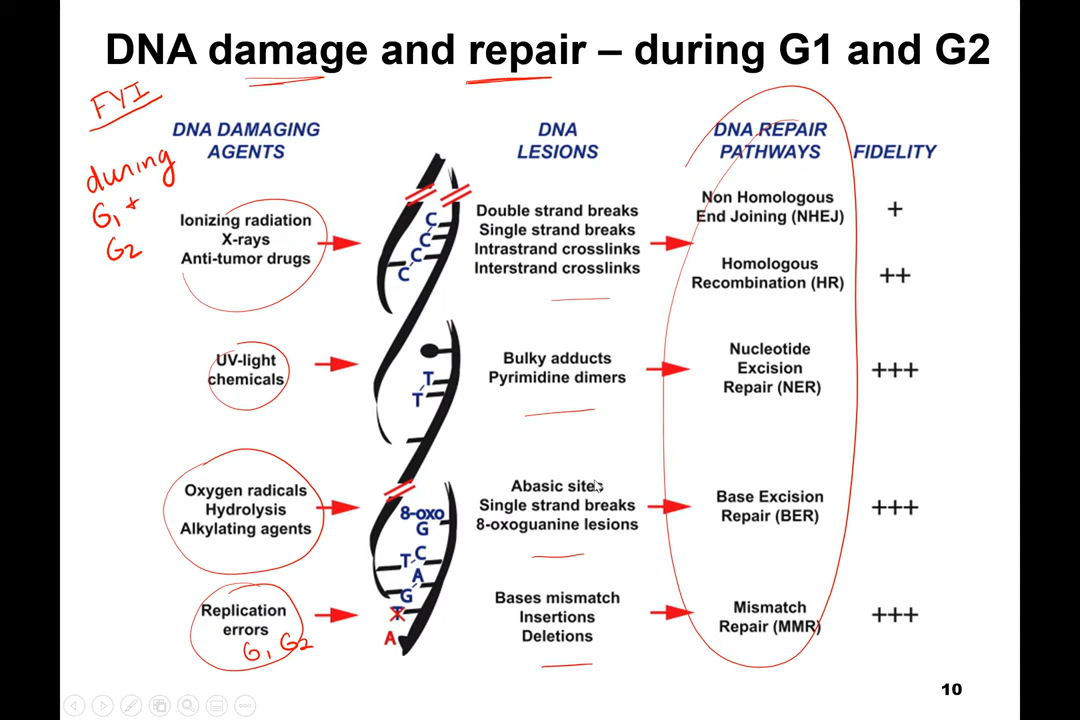 DNA damage and repair – during G1 and G2
FYI
during
G1 +
G2
DNA DAMAGING
AGENTS
DNA
LESIONS
DNA REPAIR
PATHWAYS
FIDELITY
Ionizing radiation
X-rays
Anti-tumor drugs
C
C
C
C
Double strand breaks
Single strand breaks
Intrastrand crosslinks
Interstrand crosslinks
Non Homologous
End Joining (NHEJ)
+
Homologous
Recombination (HR)
++
UV-light
chemicals
T
T
Bulky adducts
Pyrimidine dimers
Nucleotide
Excision
Repair (NER)
+++
Oxygen radicals
Hydrolysis
Alkylating agents
8-oxo
G
C
T
A
G
Abasic sites
Single strand breaks
8-oxoguanine lesions
Base Excision
Repair (BER)
+++
Replication
errors
G1 G2
T
A
Bases mismatch
Insertions
Deletions
Mismatch
Repair (MMR)
+++
10